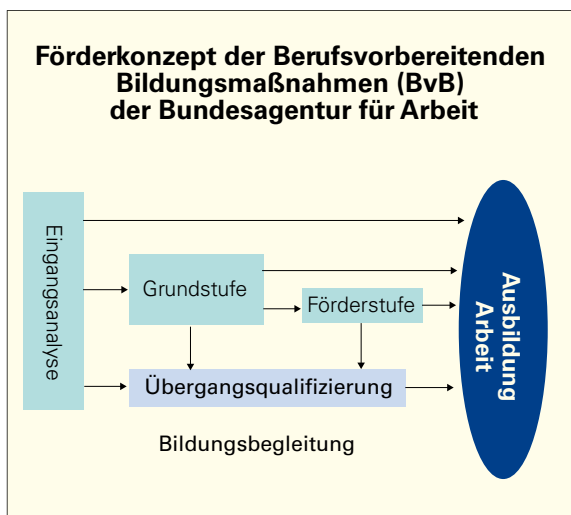 Förderkonzept der Berufsvorbereitenden
Bildungsmaßnahmen (BvB)
der Bundesagentur für Arbeit
Eingangsanalyse
Grundstufe
Förderstufe
Übergangsqualifizierung
Bildungsbegleitung
Ausbildung
Arbeit